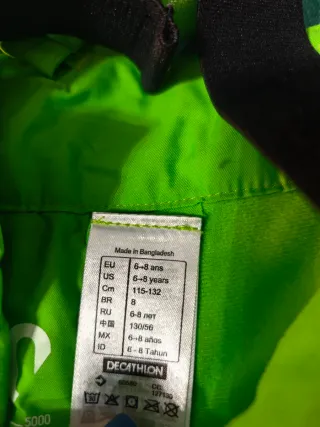 Made in Bangladesh
EU 6→8 ans
US 6→8 years
Cm 115-132
BR 8
RU 6-8 лет
中国 130/56
MX 6→8 años
ID 6 - 8 Tahun
DECATHLON
5000